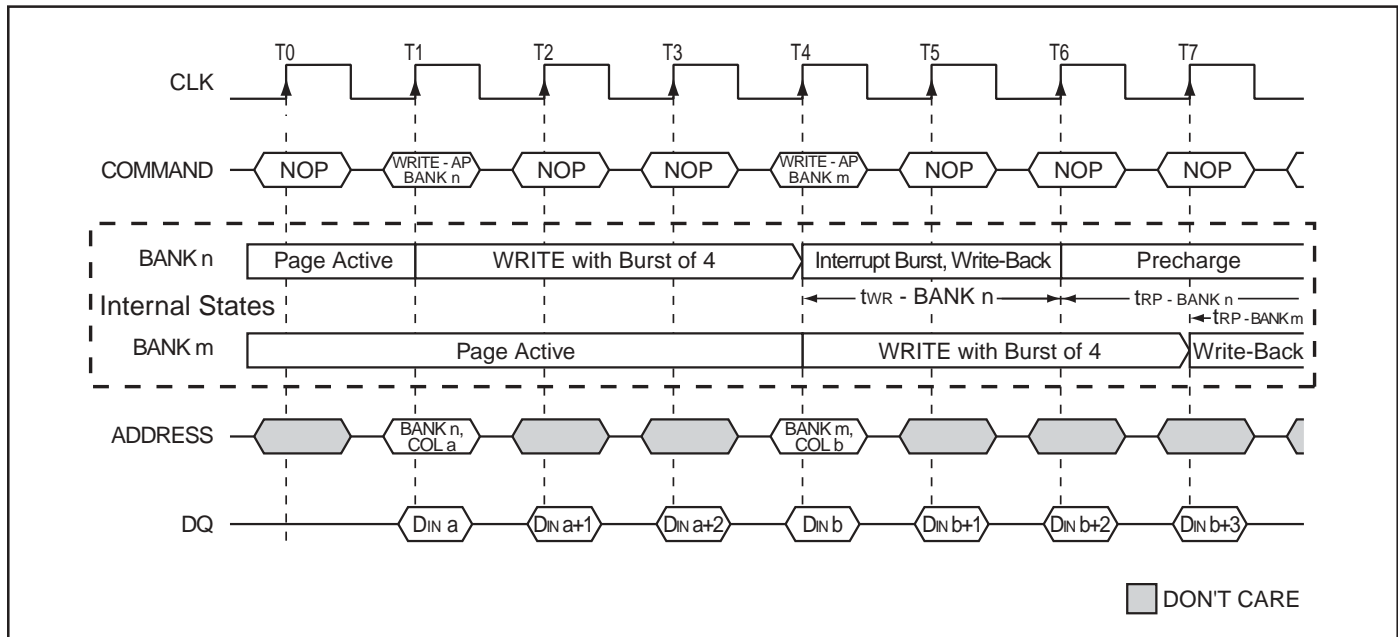 T0 T1 T2 T3 T4 T5 T6 T7
CLK
COMMAND NOP WRITE - AP BANK n NOP NOP WRITE - AP BANK m NOP NOP NOP
BANK n Page Active WRITE with Burst of 4 Interrupt Burst, Write-Back Precharge
Internal States tWR - BANK n tRP - BANK n
tRP - BANK m
BANK m Page Active WRITE with Burst of 4 Write-Back
ADDRESS BANK n, COL a BANK m, COL b
DQ DIN a DIN a+1 DIN a+2 DIN b DIN b+1 DIN b+2 DIN b+3
DON'T CARE